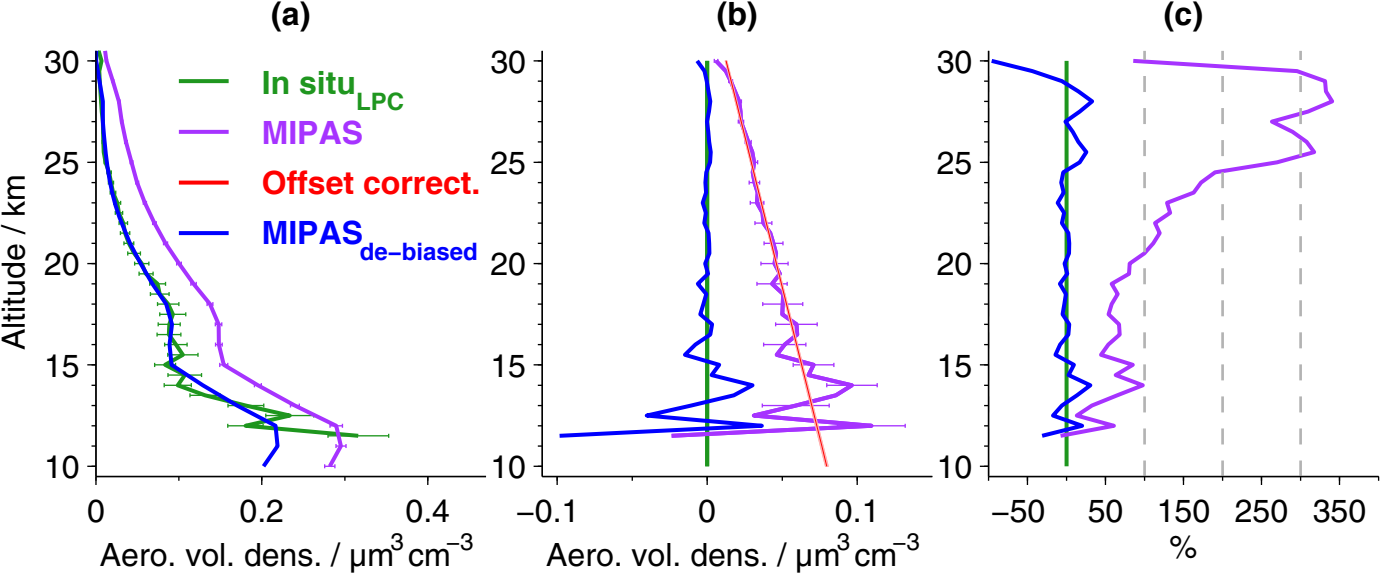 (a)
(b)
(c)
30
25
20
15
10
Altitude / km
In situLPC
MIPAS
Offset correct.
MIPASde−biased
0
0.2
0.4
Aero. vol. dens. / μm³ cm⁻³
30
25
20
15
10
−0.1
0
0.1
Aero. vol. dens. / μm³ cm⁻³
30
25
20
15
10
−50
50
150
250
350
%